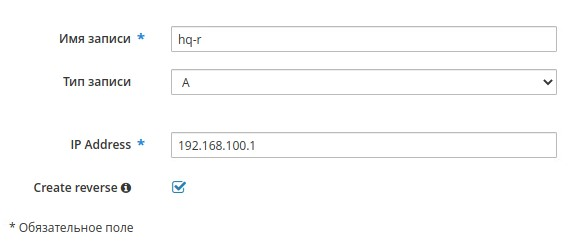 Имя записи * hq-r
Тип записи A
IP Address * 192.168.100.1
Create reverse
* Обязательное поле